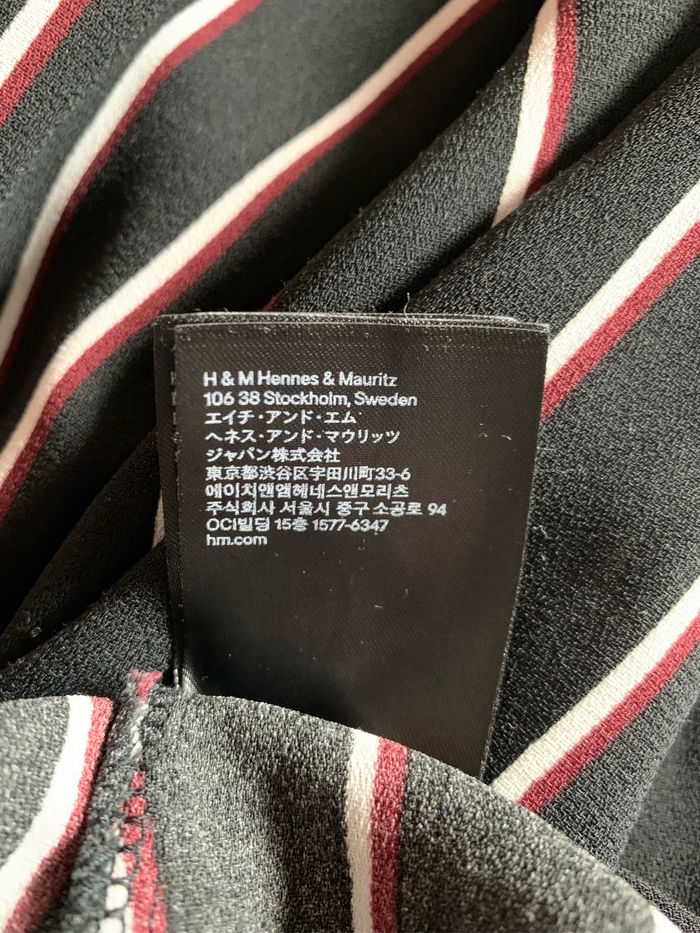 H & M Hennes & Mauritz
106 38 Stockholm, Sweden
エイチ・アンド・エム
ヘネス・アンド・マウリッツ
ジャパン株式会社
東京都渋谷区宇田川町33-6
에이치앤엠헤네스앤모리츠
주식회사 서울시 중구 소공로 94
OCI빌딩 15층 1577-6347
hm.com